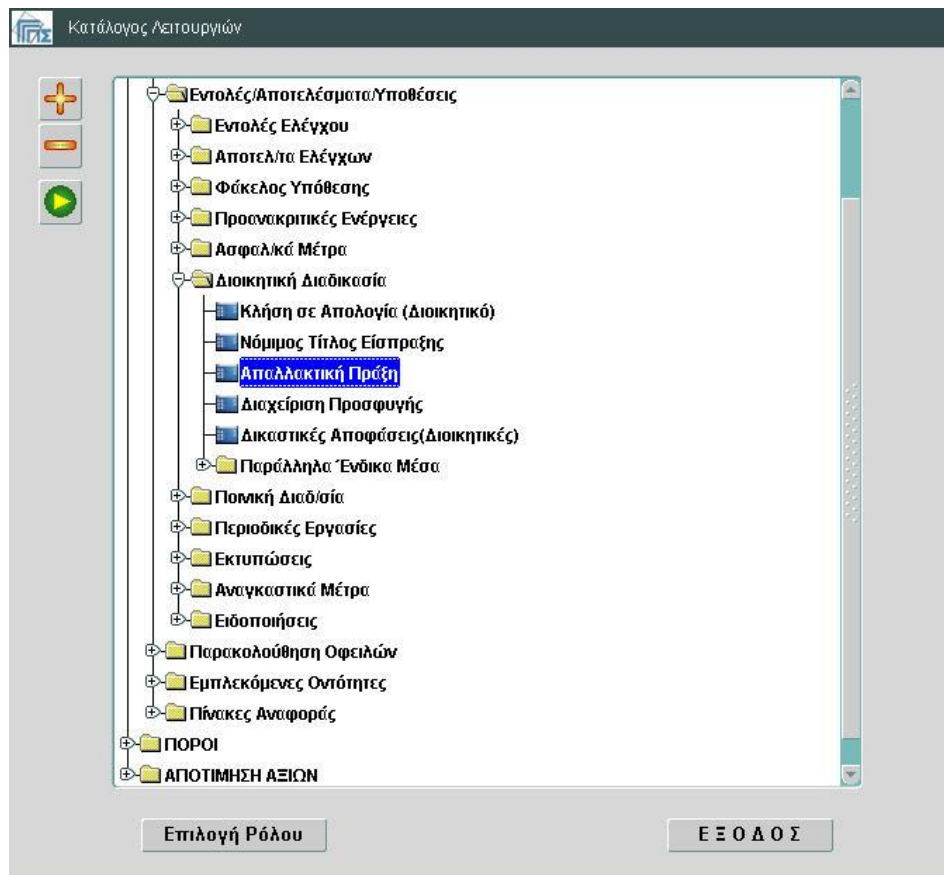 ΓΠΣ
Κατάλογος Λειτουργιών
Εντολές/Αποτελέσματα/Υποθέσεις
Εντολές Ελέγχου
Αποτελ/τα Ελέγχων
Φάκελος Υπόθεσης
Προανακριτικές Ενέργειες
Ασφαλ/κά Μέτρα
Διοικητική Διαδικασία
Κλήση σε Απολογία (Διοικητικό)
Νόμιμος Τίτλος Είσπραξης
Απαλλακτική Πράξη
Διαχείριση Προσφυγής
Δικαστικές Αποφάσεις(Διοικητικές)
Παράλληλα Ένδικα Μέσα
Ποινική Διαδ/σία
Περιοδικές Εργασίες
Εκτυπώσεις
Αναγκαστικά Μέτρα
Ειδοποιήσεις
Παρακολούθηση Οφειλών
Εμπλεκόμενες Οντότητες
Πίνακες Αναφοράς
ΠΟΡΟΙ
ΑΠΟΤΙΜΗΣΗ ΑΞΙΩΝ
Επιλογή Ρόλου
Ε Ξ Ο Δ Ο Σ